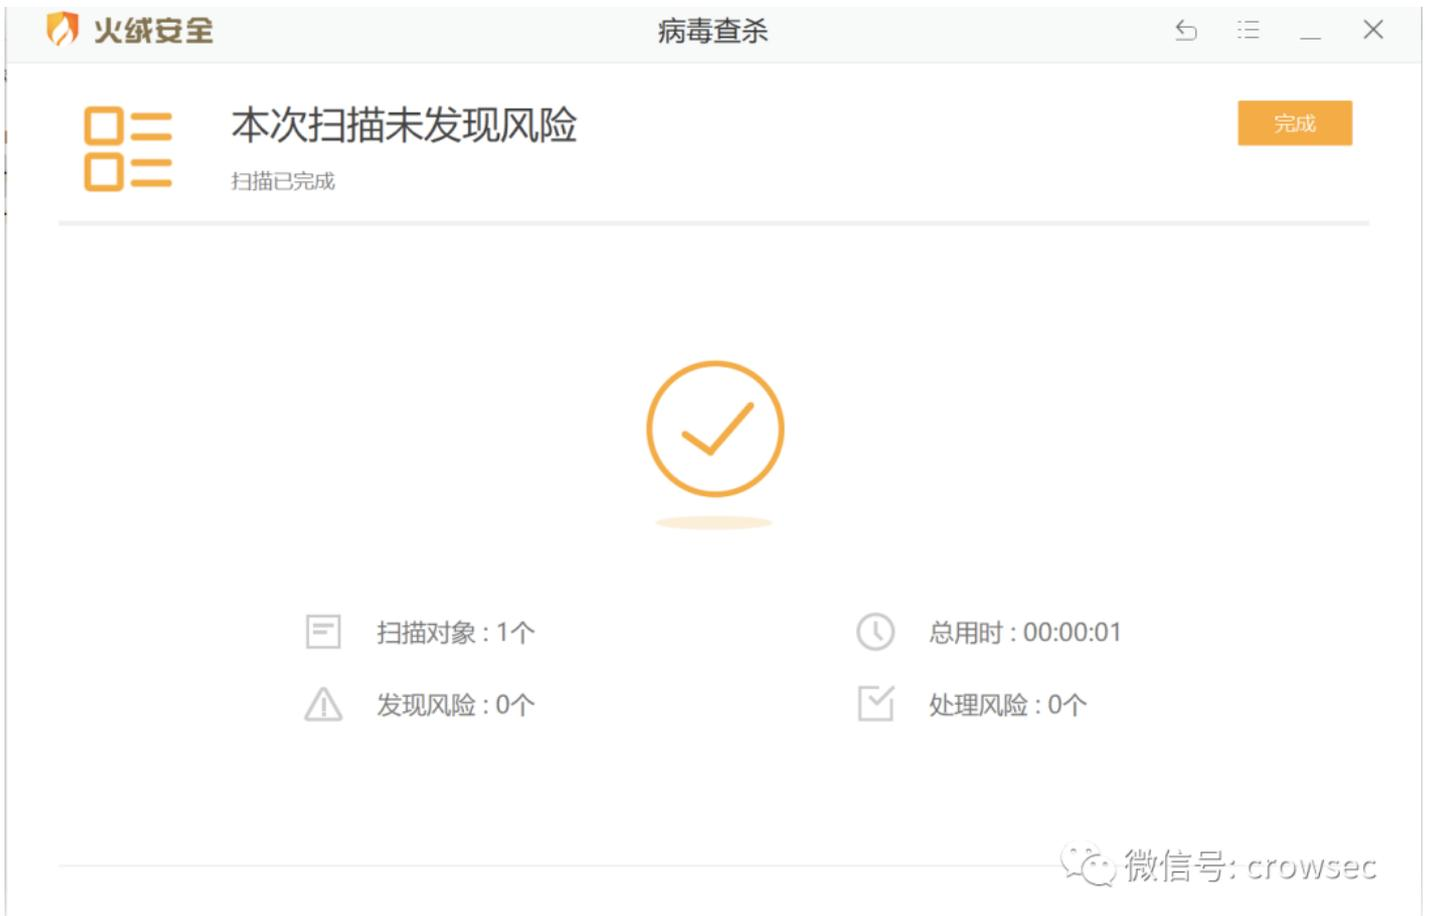 火绒安全
病毒查杀
本次扫描未发现风险
完成
扫描已完成
扫描对象 : 1个
总用时 : 00:00:01
发现风险 : 0个
处理风险 : 0个
微信号: crowsec